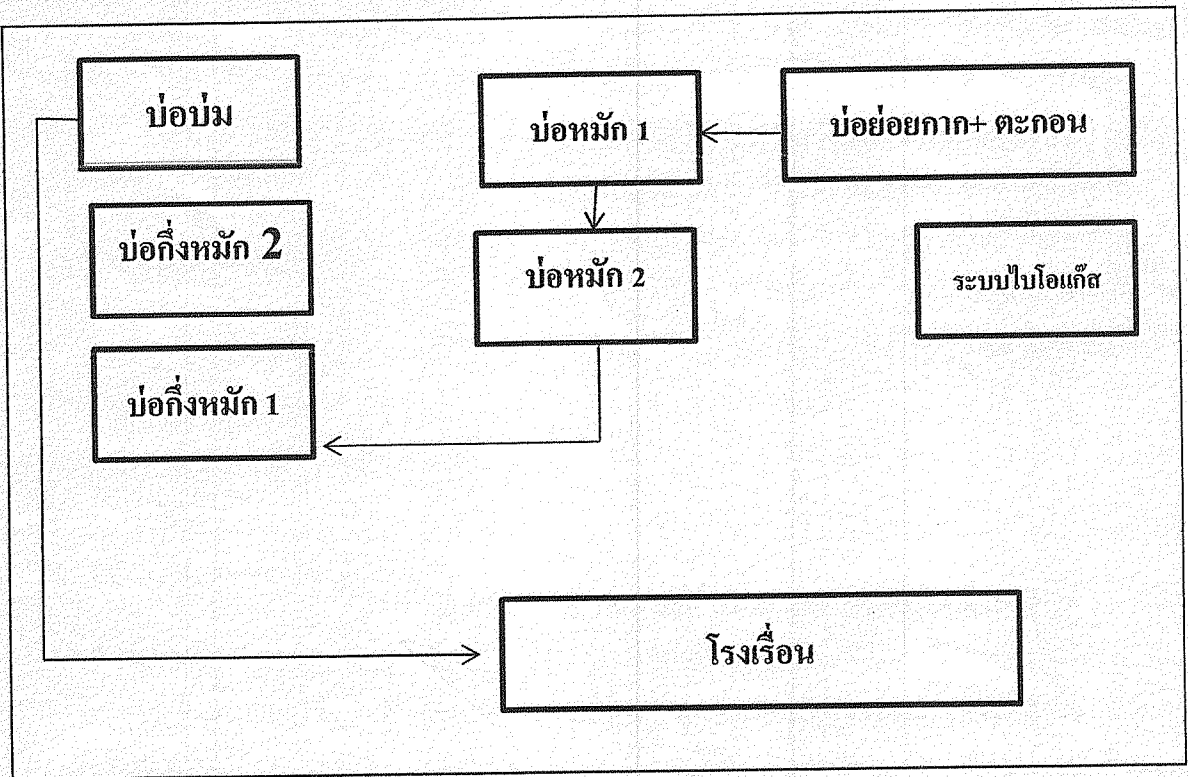 บ่อบ่ม
บ่อหมัก 1
บ่อย่อยกาก+ ตะกอน
บ่อกึ่งหมัก 2
บ่อหมัก 2
ระบบไบโอแก๊ส
บ่อกึ่งหมัก 1
โรงเรื่อน